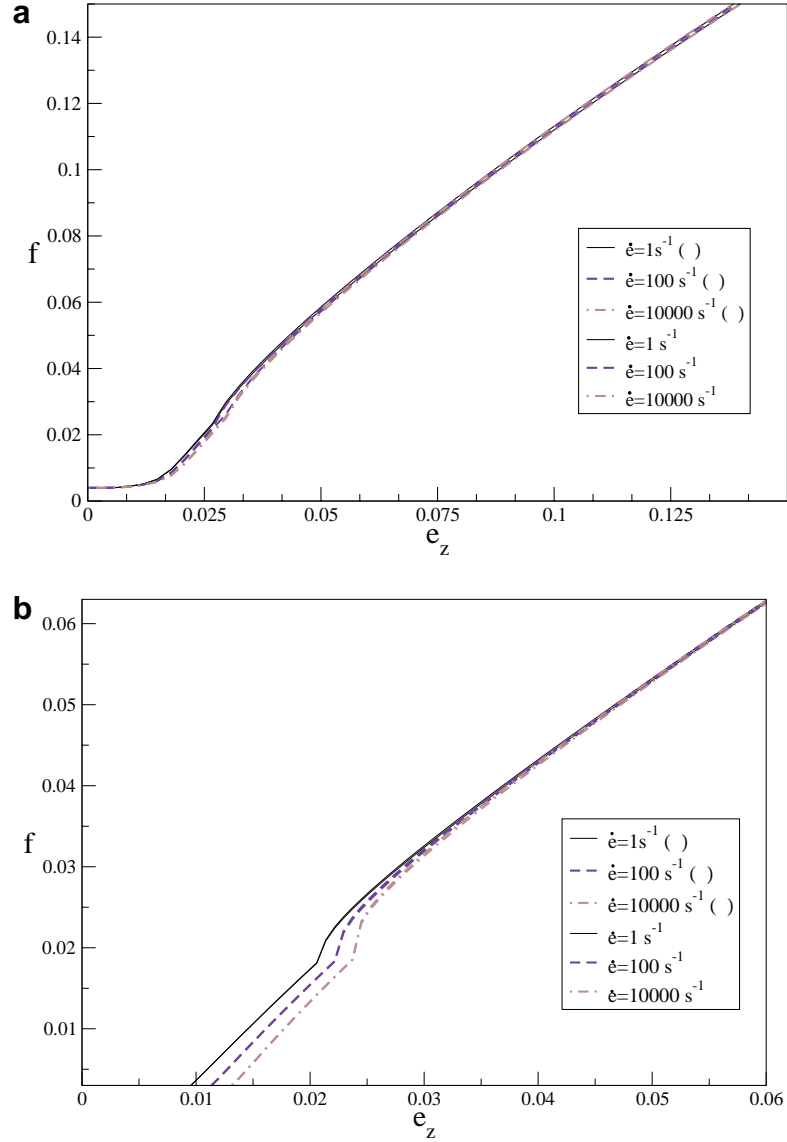 a
0.14
0.12
0.1
0.08
0.06
0.04
0.02
0
f
ė=1s⁻¹ ( )
ė=100 s⁻¹ ( )
ė=10000 s⁻¹ ( )
ė=1 s⁻¹
ė=100 s⁻¹
ė=10000 s⁻¹
0 0.025 0.05 0.075 0.1 0.125
e_z
b
0.06
0.05
0.04
0.03
0.02
0.01
f
ė=1s⁻¹ ( )
ė=100 s⁻¹ ( )
ė=10000 s⁻¹ ( )
ė=1 s⁻¹
ė=100 s⁻¹
ė=10000 s⁻¹
0 0.01 0.02 0.03 0.04 0.05 0.06
e_z